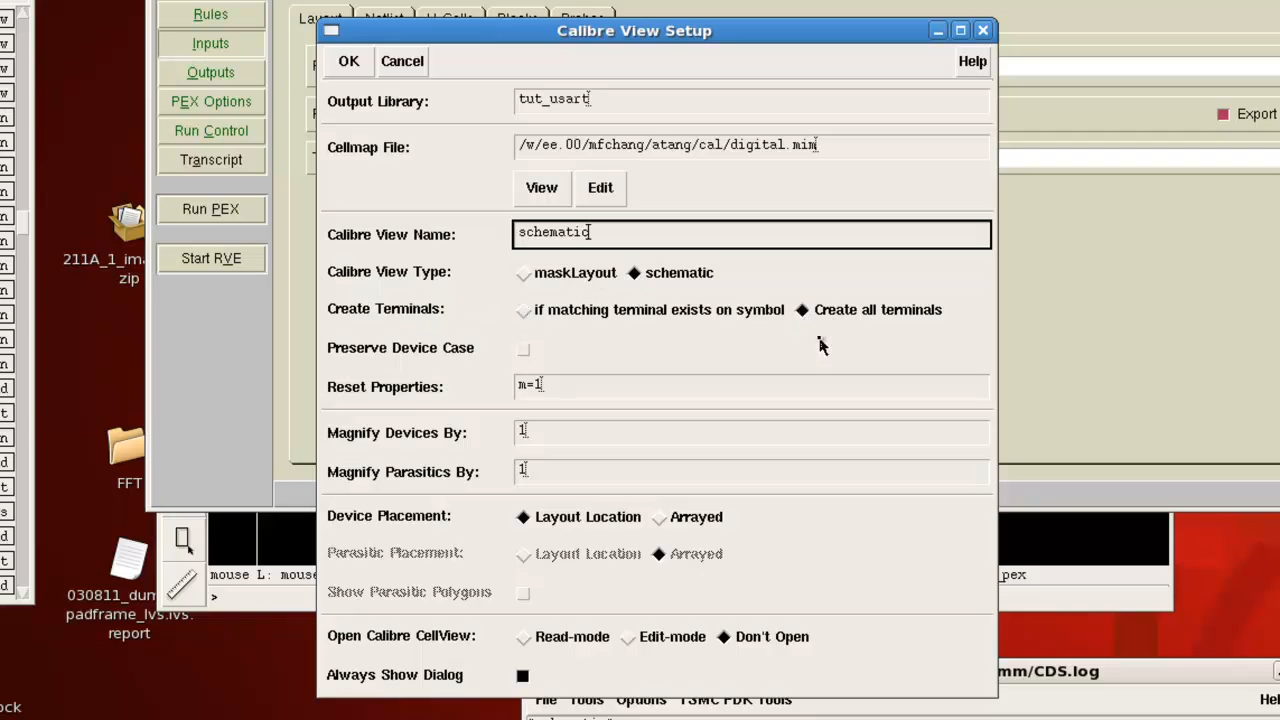 Calibre View Setup
OK Cancel Help
Output Library: tut_usart
Cellmap File: /w/ee.00/mfchang/atang/cal/digital.mim
View Edit
Calibre View Name: schematic
Calibre View Type: maskLayout schematic
Create Terminals: if matching terminal exists on symbol Create all terminals
Preserve Device Case
Reset Properties: m=1
Magnify Devices By: 1
Magnify Parasitics By: 1
Device Placement: Layout Location Arrayed
Parasitic Placement: Layout Location Arrayed
Show Parasitic Polygons
Open Calibre CellView: Read-mode Edit-mode Don't Open
Always Show Dialog
Rules
Inputs
Outputs
PEX Options
Run Control
Transcript
Run PEX
Start RVE
Export
211A_1_im
zip
FFT
030811_dum
padframe_lvs.lvs.
report
mouse L: mouse
_pex
>
mm/CDS.log
File Tools Options TSMC PDK Tools Hel
ock